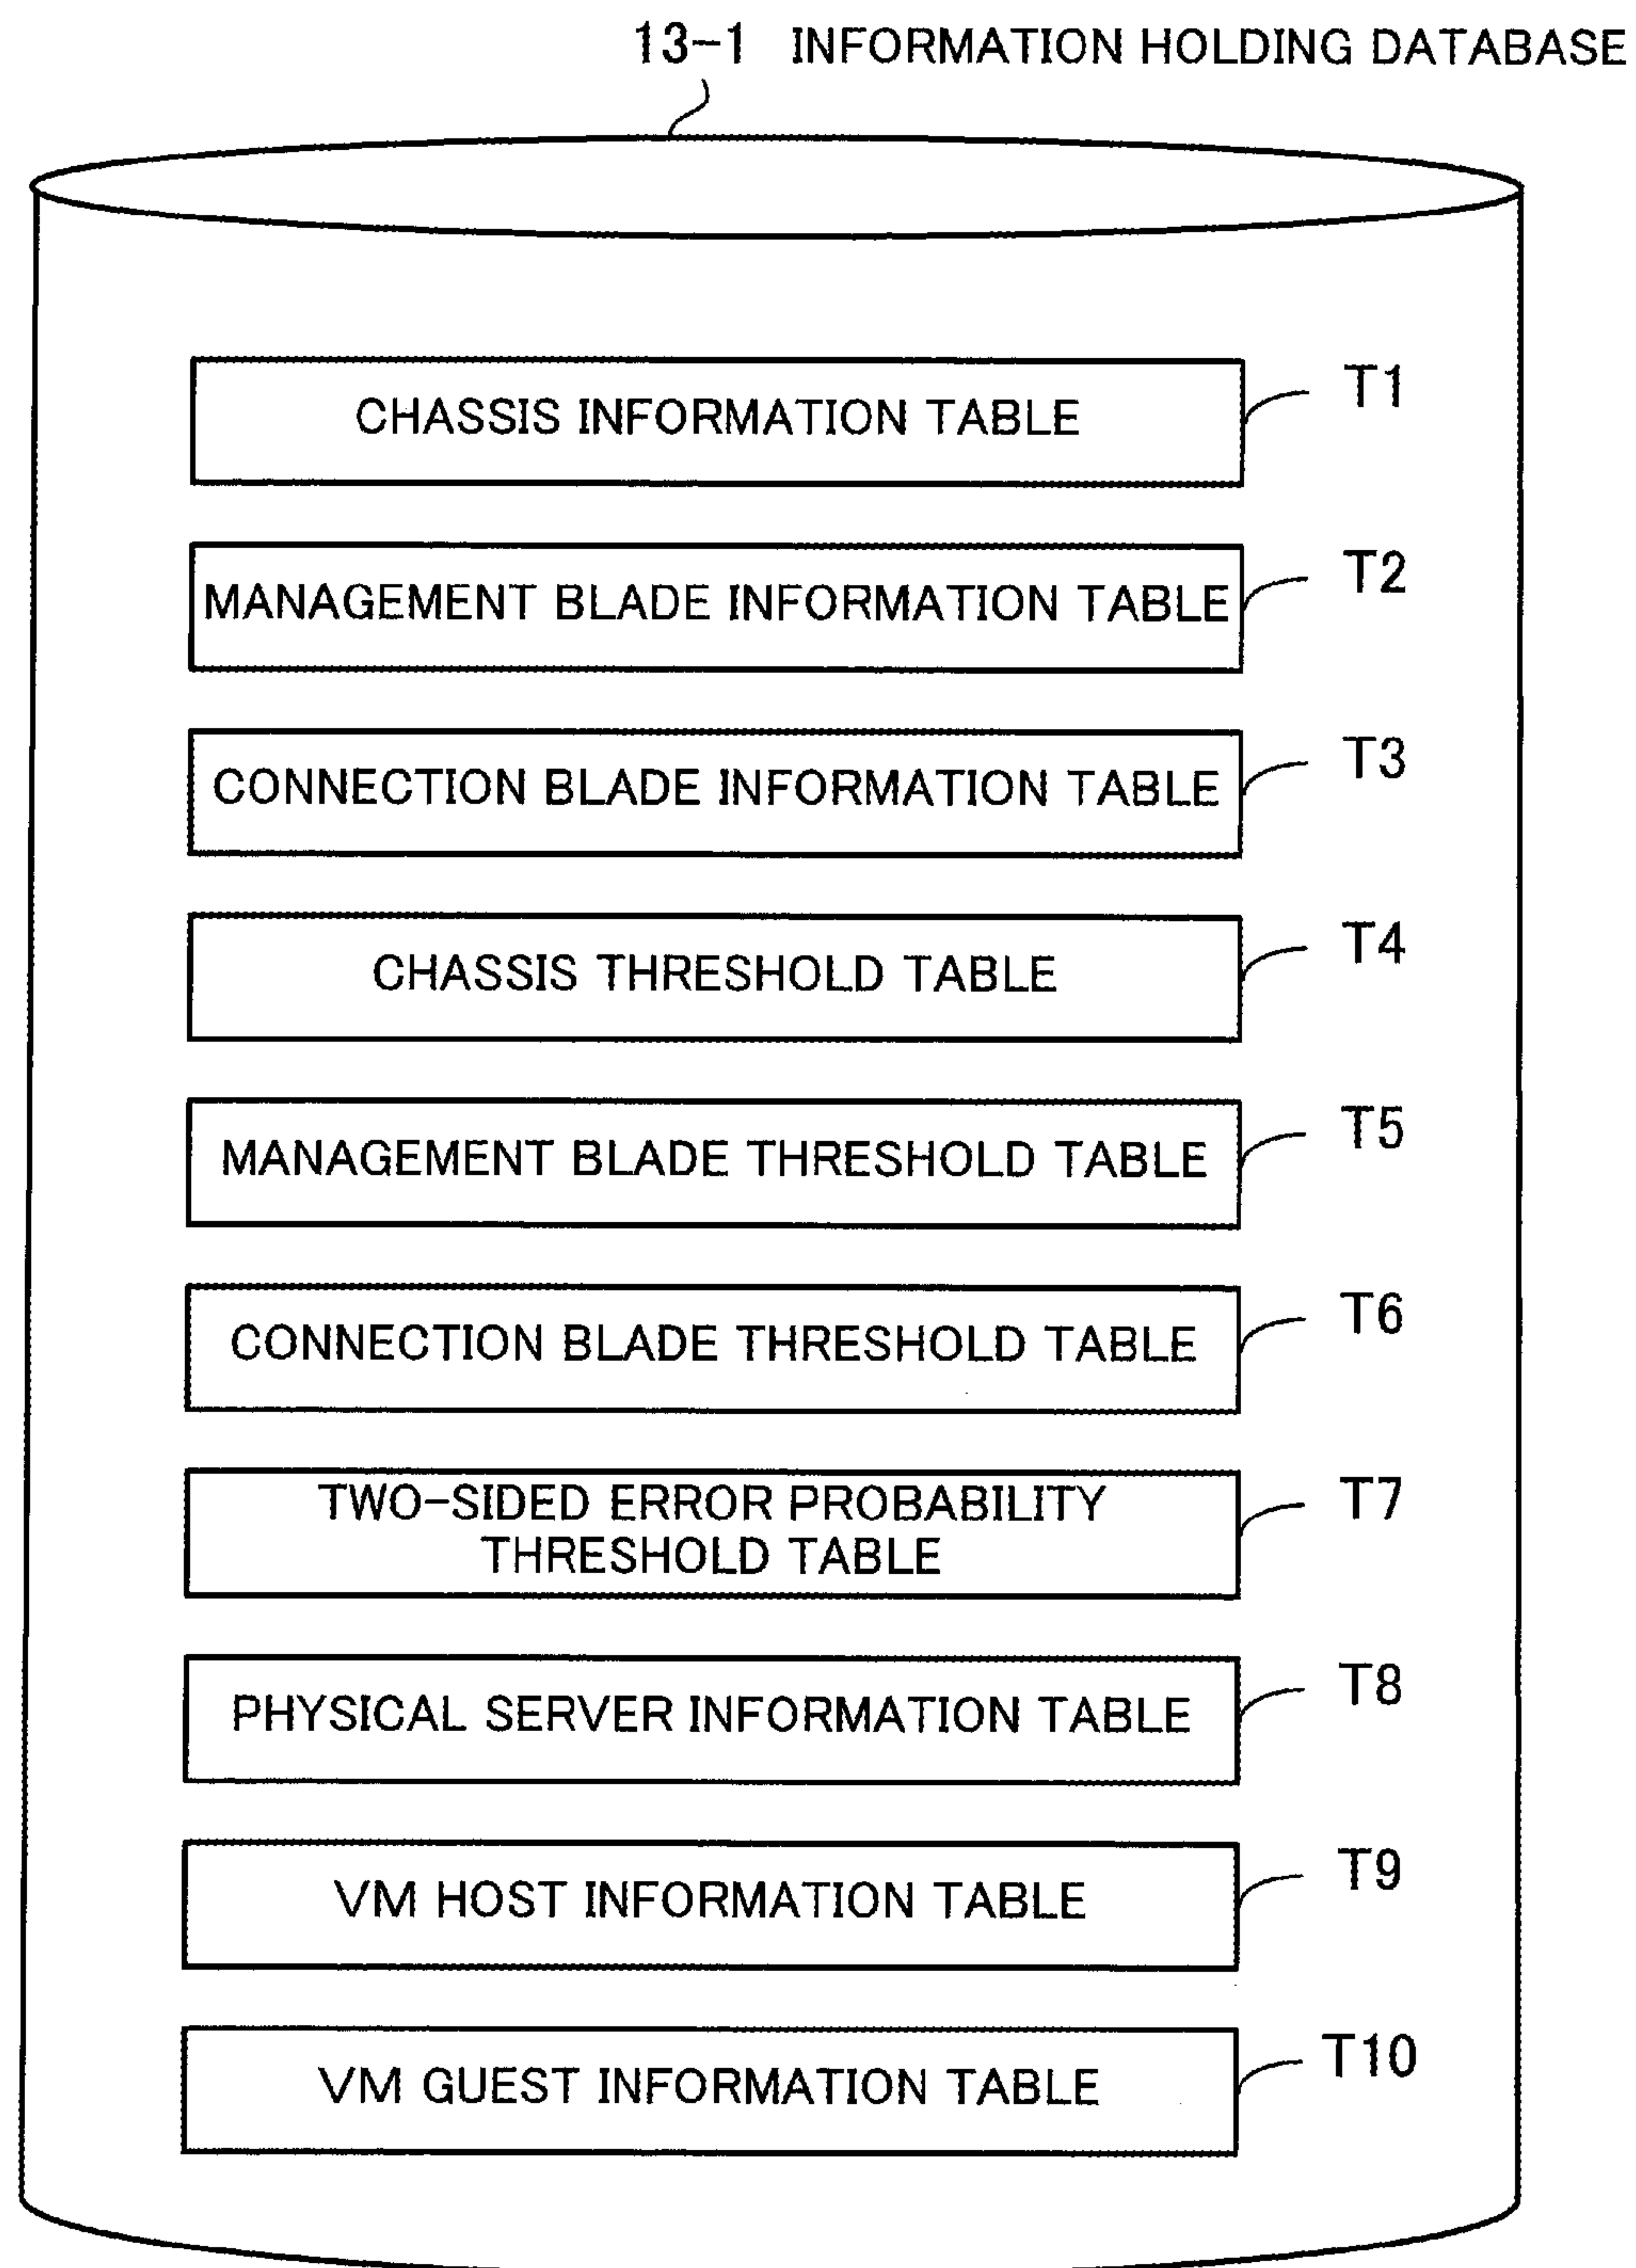 13-1 INFORMATION HOLDING DATABASE
CHASSIS INFORMATION TABLE T1
MANAGEMENT BLADE INFORMATION TABLE T2
CONNECTION BLADE INFORMATION TABLE T3
CHASSIS THRESHOLD TABLE T4
MANAGEMENT BLADE THRESHOLD TABLE T5
CONNECTION BLADE THRESHOLD TABLE T6
TWO-SIDED ERROR PROBABILITY T7
THRESHOLD TABLE
PHYSICAL SERVER INFORMATION TABLE T8
VM HOST INFORMATION TABLE T9
VM GUEST INFORMATION TABLE T10